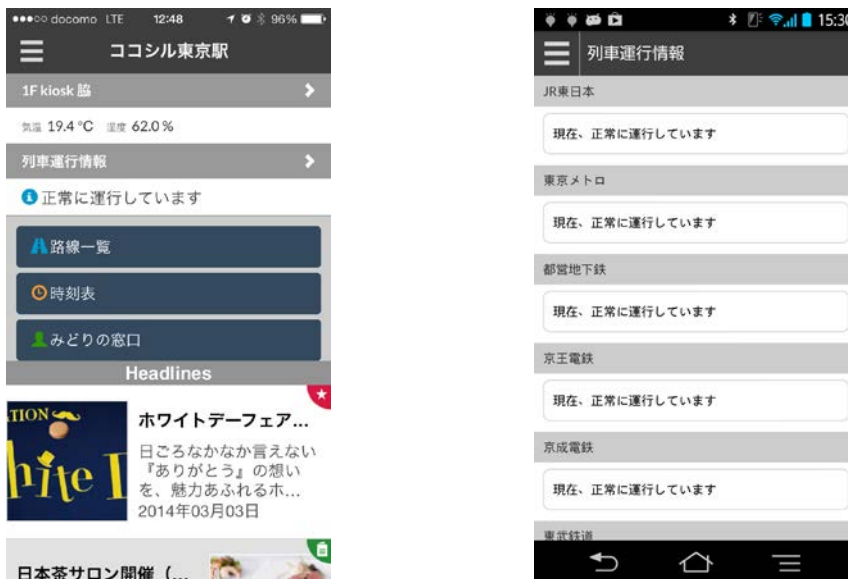 docomo LTE 12:48 96%
ココシル東京駅
1F kiosk 脇
気温 19.4 °C 湿度 62.0 %
列車運行情報
正常に運行しています
路線一覧
時刻表
みどりの窓口
Headlines
TION
hite D
ホワイトデーフェア...
日ごろなかなか言えない
『ありがとう』の想い
を、魅力あふれるホ...
2014年03月03日
日本茶サロン開催（...
15:30
列車運行情報
JR東日本
現在、正常に運行しています
東京メトロ
現在、正常に運行しています
都営地下鉄
現在、正常に運行しています
京王電鉄
現在、正常に運行しています
京成電鉄
現在、正常に運行しています
東武鉄道